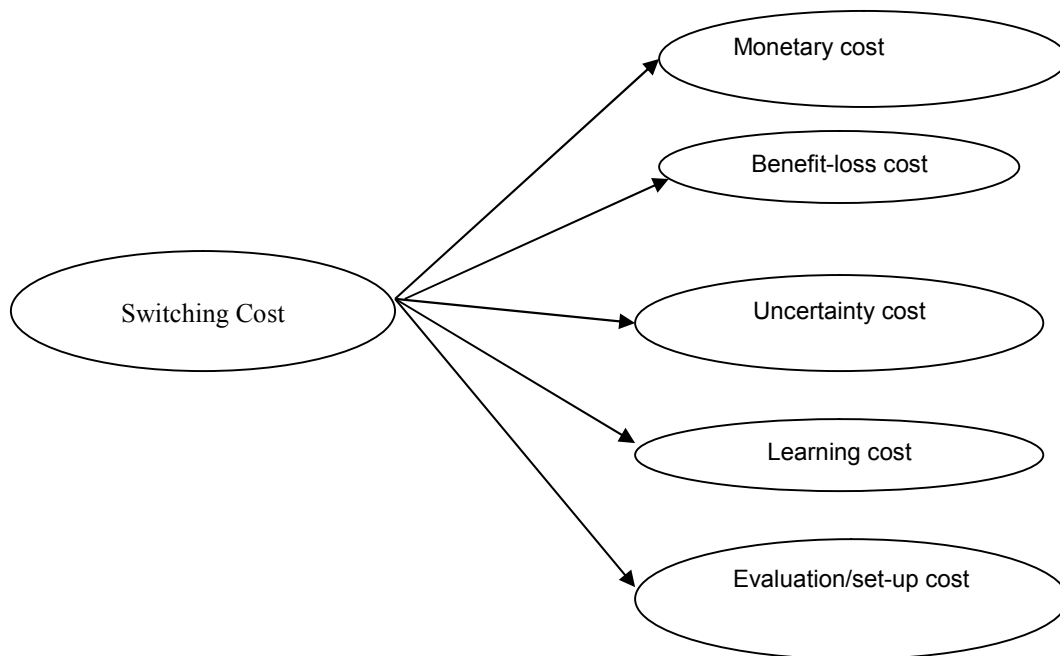 Monetary cost
Benefit-loss cost
Uncertainty cost
Switching Cost
Learning cost
Evaluation/set-up cost